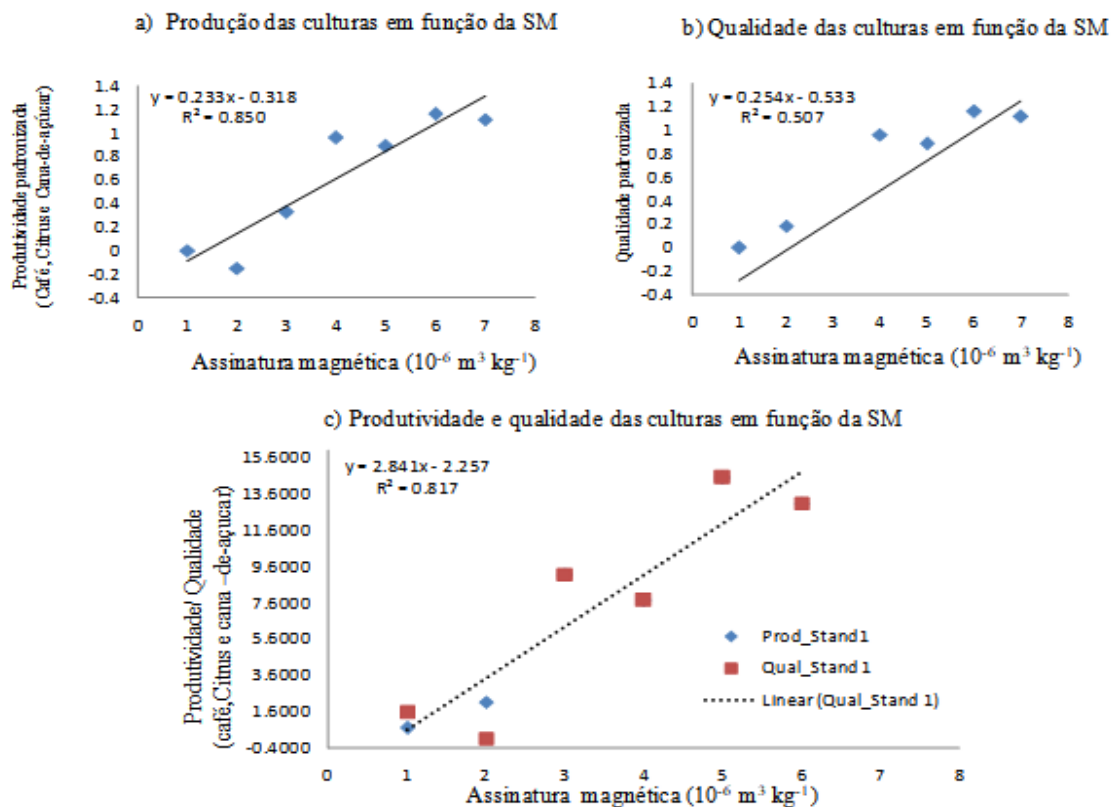 a) Produção das culturas em função da SM
y = 0.233x - 0.318
R² = 0.850
Produtividade padronizada
(Café, Citrus e Cana-de-açúcar)
1.4
1.2
1
0.8
0.6
0.4
0.2
0
-0.2
-0.4
0 1 2 3 4 5 6 7 8
Assinatura magnética (10⁻⁶ m³ kg⁻¹)
b) Qualidade das culturas em função da SM
y = 0.254x - 0.533
R² = 0.507
Qualidade padronizada
1.4
1.2
1
0.8
0.6
0.4
0.2
0
-0.2
-0.4
0 1 2 3 4 5 6 7 8
Assinatura magnética (10⁻⁶ m³ kg⁻¹)
c) Produtividade e qualidade das culturas em função da SM
y = 2.841x - 2.257
R² = 0.817
Produtividade/ Qualidade
(café,Citrus e cana –de-açucar)
15.6000
13.6000
11.6000
9.6000
7.6000
5.6000
3.6000
1.6000
-0.4000
Prod_Stand1
Qual_Stand 1
Linear (Qual_Stand 1)
0 1 2 3 4 5 6 7 8
Assinatura magnética (10⁻⁶ m³ kg⁻¹)